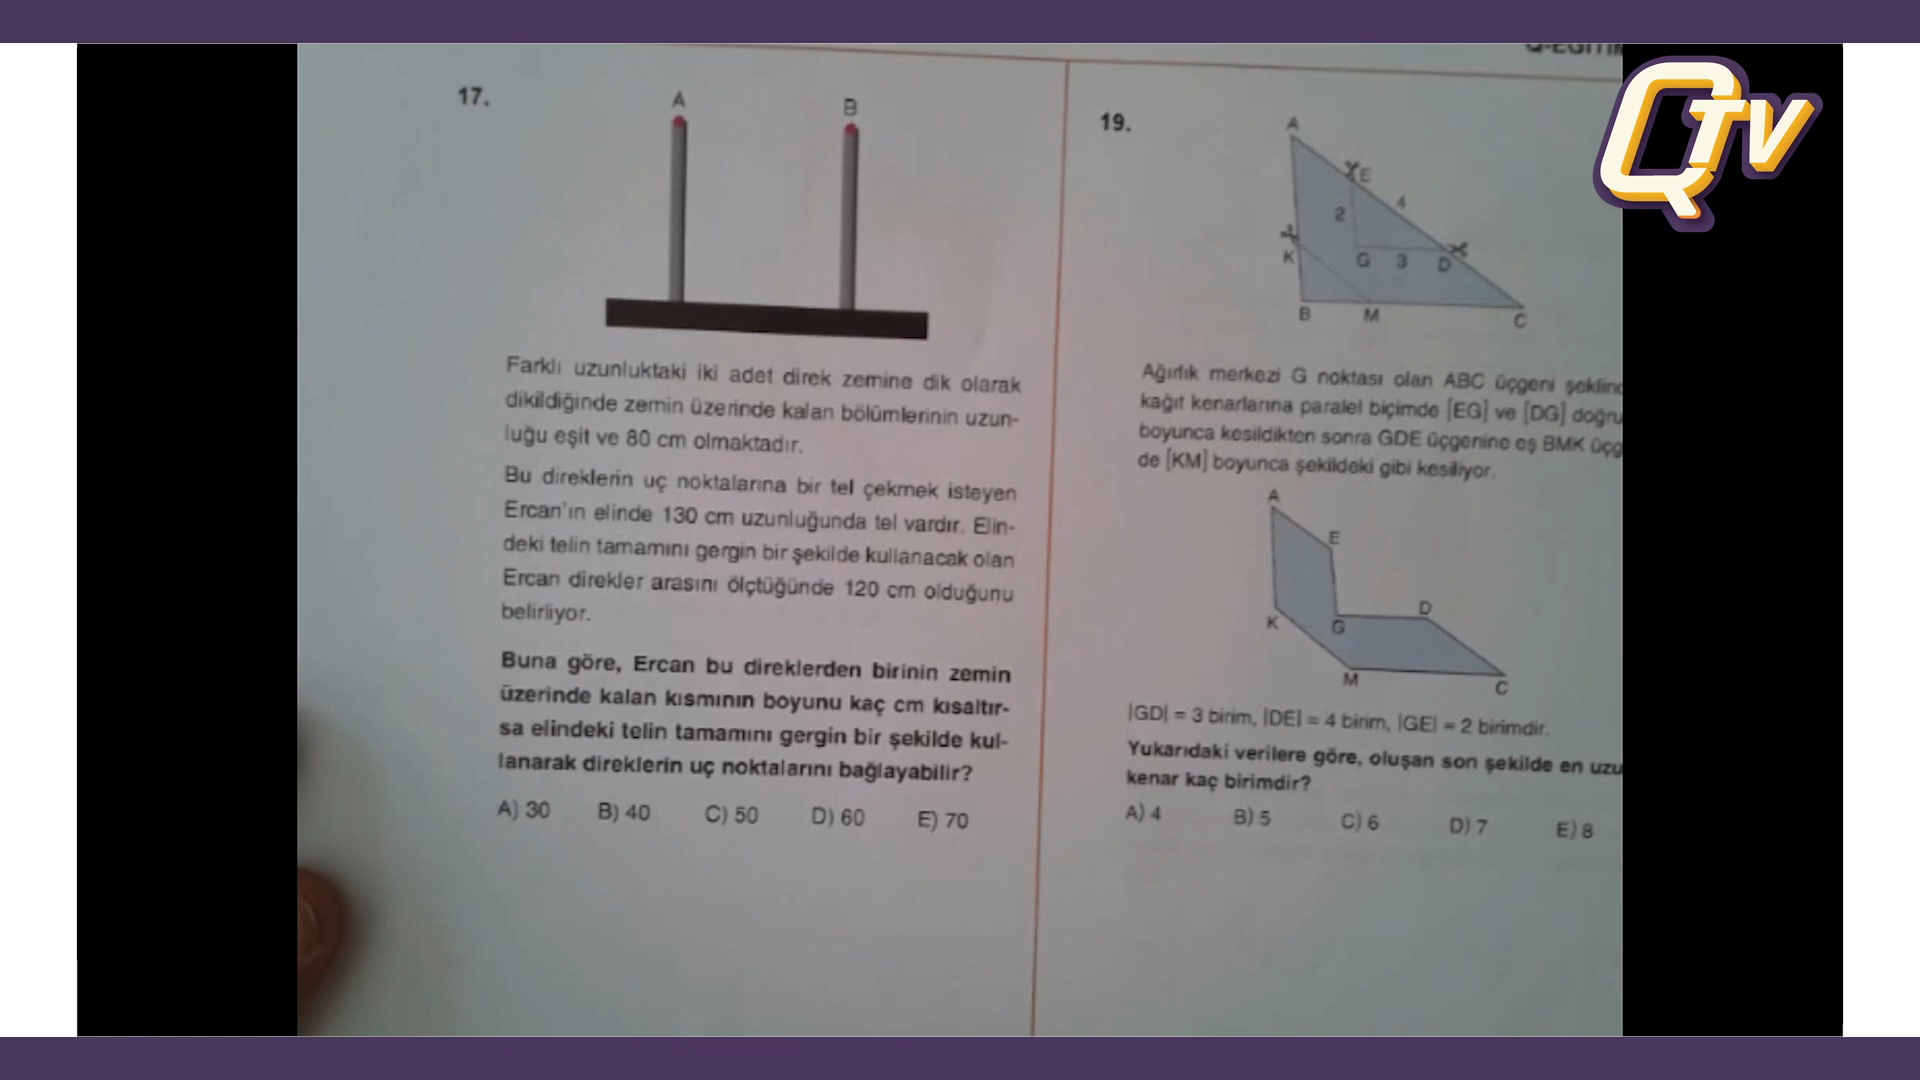 Q-EĞİTİM
QTV
17.
A
B
Farklı uzunluktaki iki adet direk zemine dik olarak
dikildiğinde zemin üzerinde kalan bölümlerinin uzun-
luğu eşit ve 80 cm olmaktadır.
Bu direklerin uç noktalarına bir tel çekmek isteyen
Ercan'ın elinde 130 cm uzunluğunda tel vardır. Elin-
deki telin tamamını gergin bir şekilde kullanacak olan
Ercan direkler arasını ölçtüğünde 120 cm olduğunu
belirliyor.
Buna göre, Ercan bu direklerden birinin zemin
üzerinde kalan kısmının boyunu kaç cm kısaltır-
sa elindeki telin tamamını gergin bir şekilde kul-
lanarak direklerin uç noktalarını bağlayabilir?
A) 30 B) 40 C) 50 D) 60 E) 70
19.
A
E
4
2
K
G 3 D
B M C
Ağırlık merkezi G noktası olan ABC üçgeni
kağıt kenarlarına paralel biçimde [EG] ve [DG]
boyunca kesildikten sonra GDE üçgenine eş BMK
de [KM] boyunca şekildeki gibi kesiliyor.
A
E
D
K
G
M
C
|GD| = 3 birim, |DE| = 4 birim, |GE| = 2 birimdir.
Yukarıdaki verilere göre, oluşan son şekilde en
kenar kaç birimdir?
A) 4 B) 5 C) 6 D) 7 E) 8